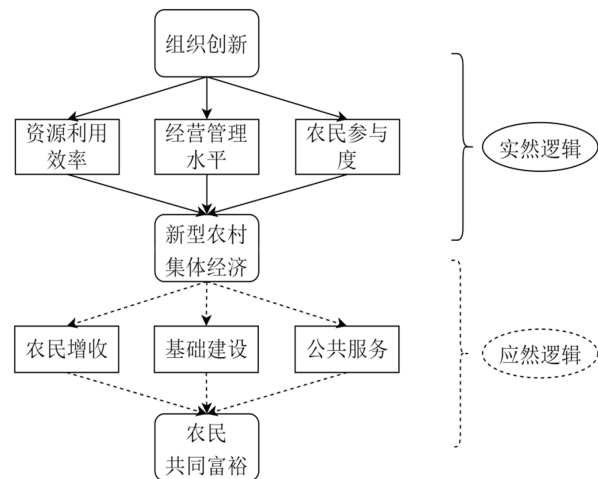 组织创新
资源利用
效率
经营管理
水平
农民参与
度
实然逻辑
新型农村
集体经济
农民增收
基础建设
公共服务
应然逻辑
农民
共同富裕